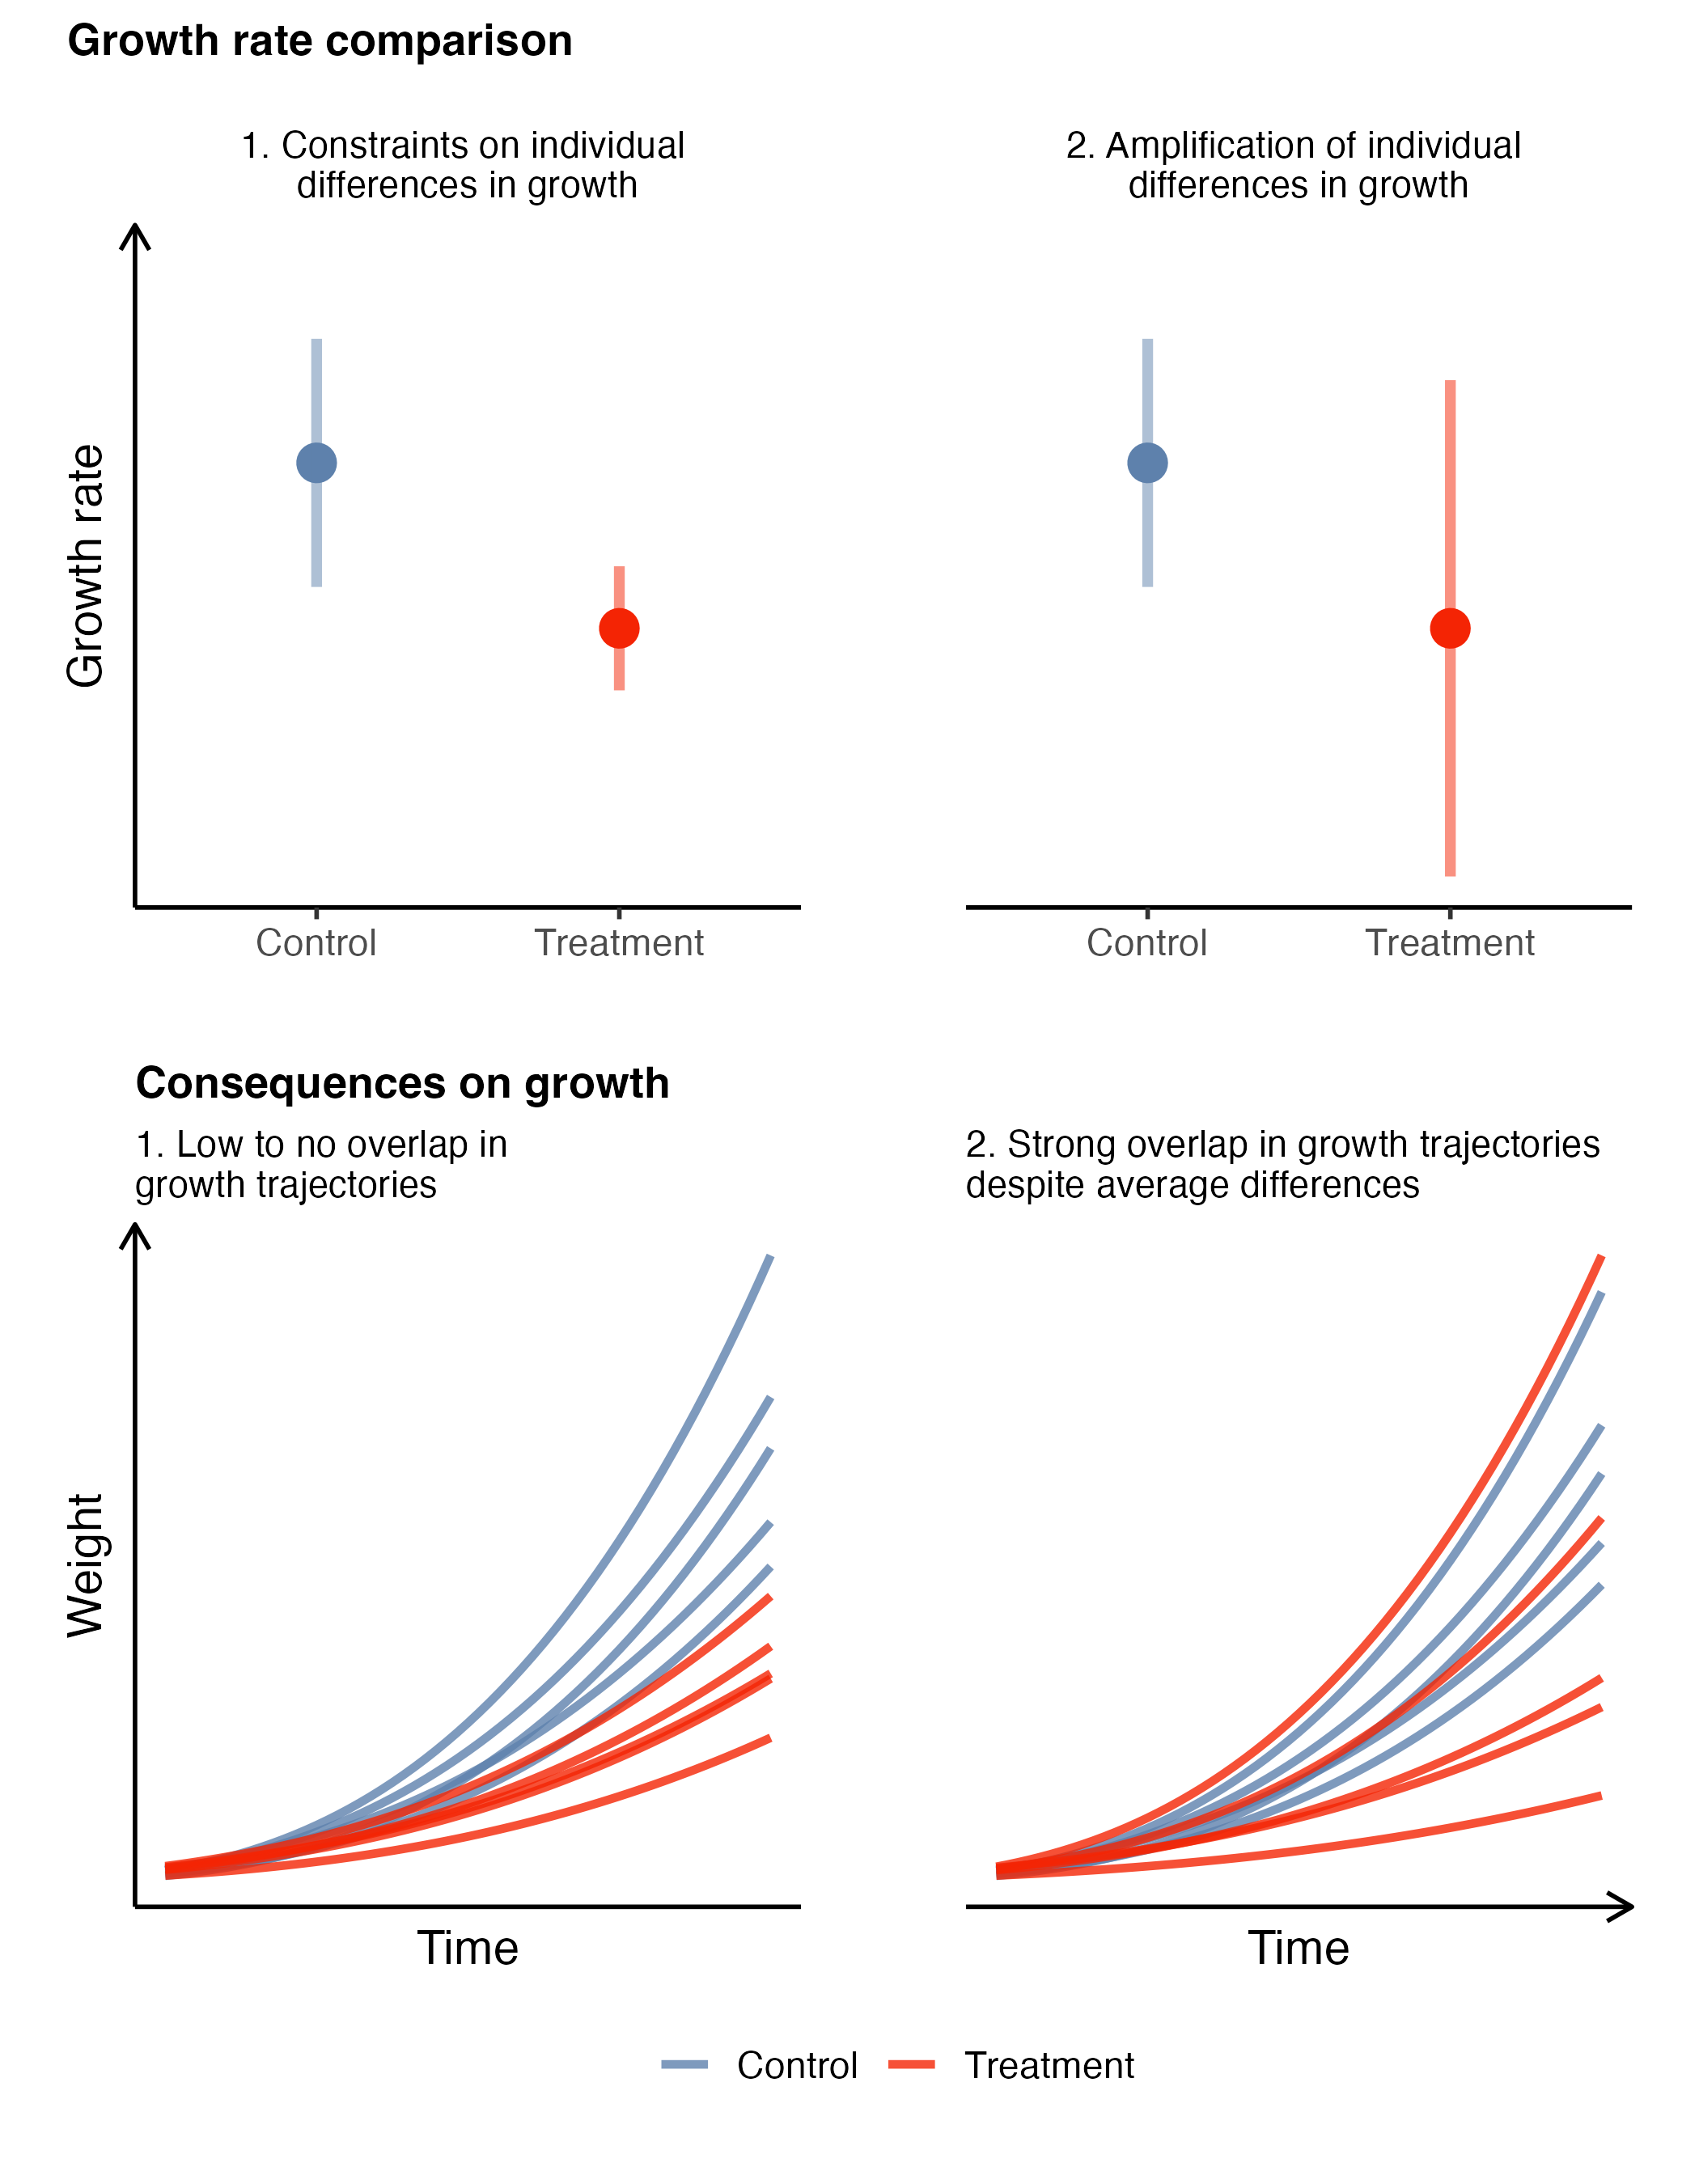 Growth rate comparison
1. Constraints on individual
differences in growth
2. Amplification of individual
differences in growth
Growth rate
Control
Treatment
Control
Treatment
Consequences on growth
1. Low to no overlap in
growth trajectories
2. Strong overlap in growth trajectories
despite average differences
Weight
Time
Time
Control
Treatment